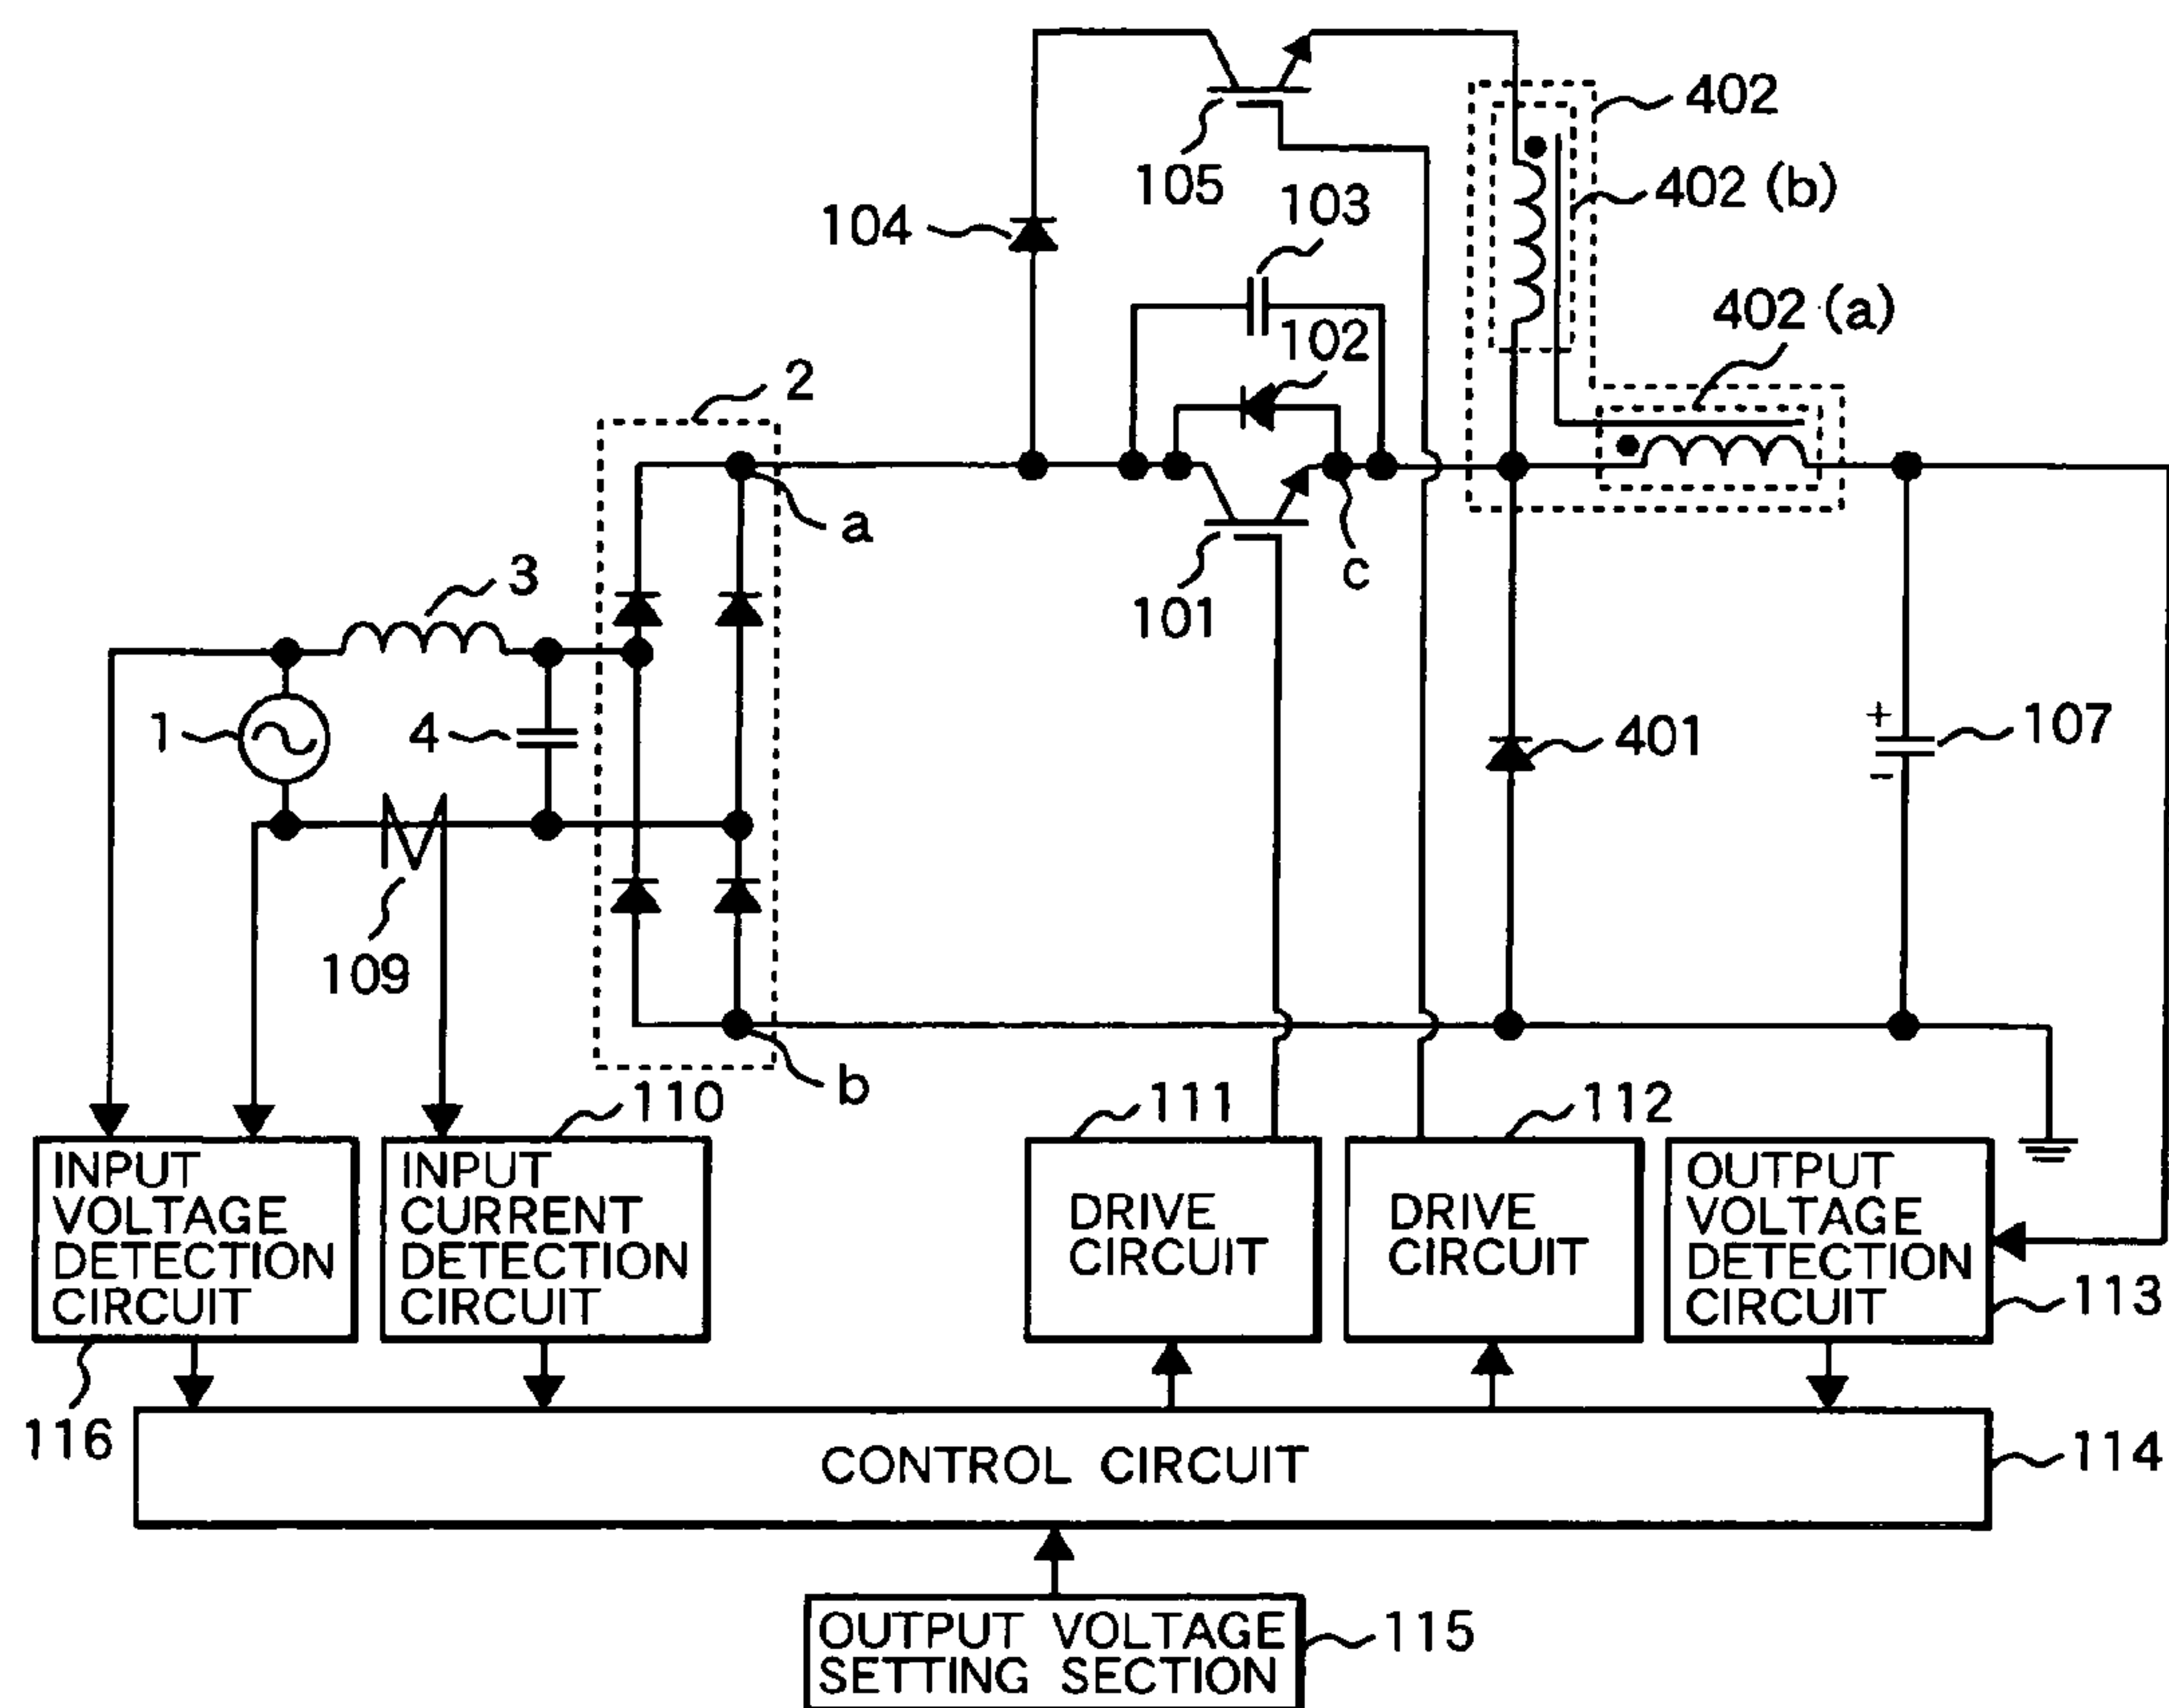 402
105
402 (b)
103
104
402 (a)
102
2
a
c
3
101
1
4
+
107
401
-
109
b
110
111
112
INPUT
VOLTAGE
DETECTION
CIRCUIT
INPUT
CURRENT
DETECTION
CIRCUIT
DRIVE
CIRCUIT
DRIVE
CIRCUIT
OUTPUT
VOLTAGE
DETECTION
CIRCUIT
113
116
CONTROL CIRCUIT
114
OUTPUT VOLTAGE
SETTING SECTION
115